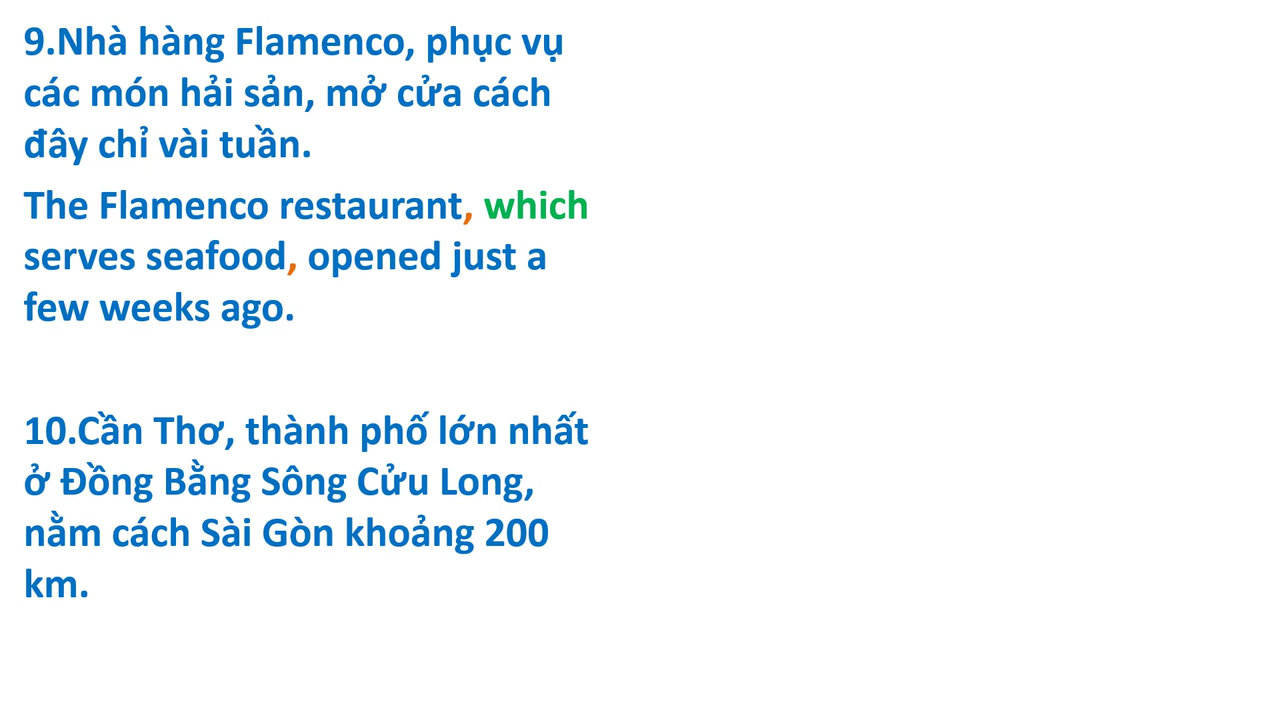 9.Nhà hàng Flamenco, phục vụ
các món hải sản, mở cửa cách
đây chỉ vài tuần.
The Flamenco restaurant, which
serves seafood, opened just a
few weeks ago.
10.Cần Thơ, thành phố lớn nhất
ở Đồng Bằng Sông Cửu Long,
nằm cách Sài Gòn khoảng 200
km.